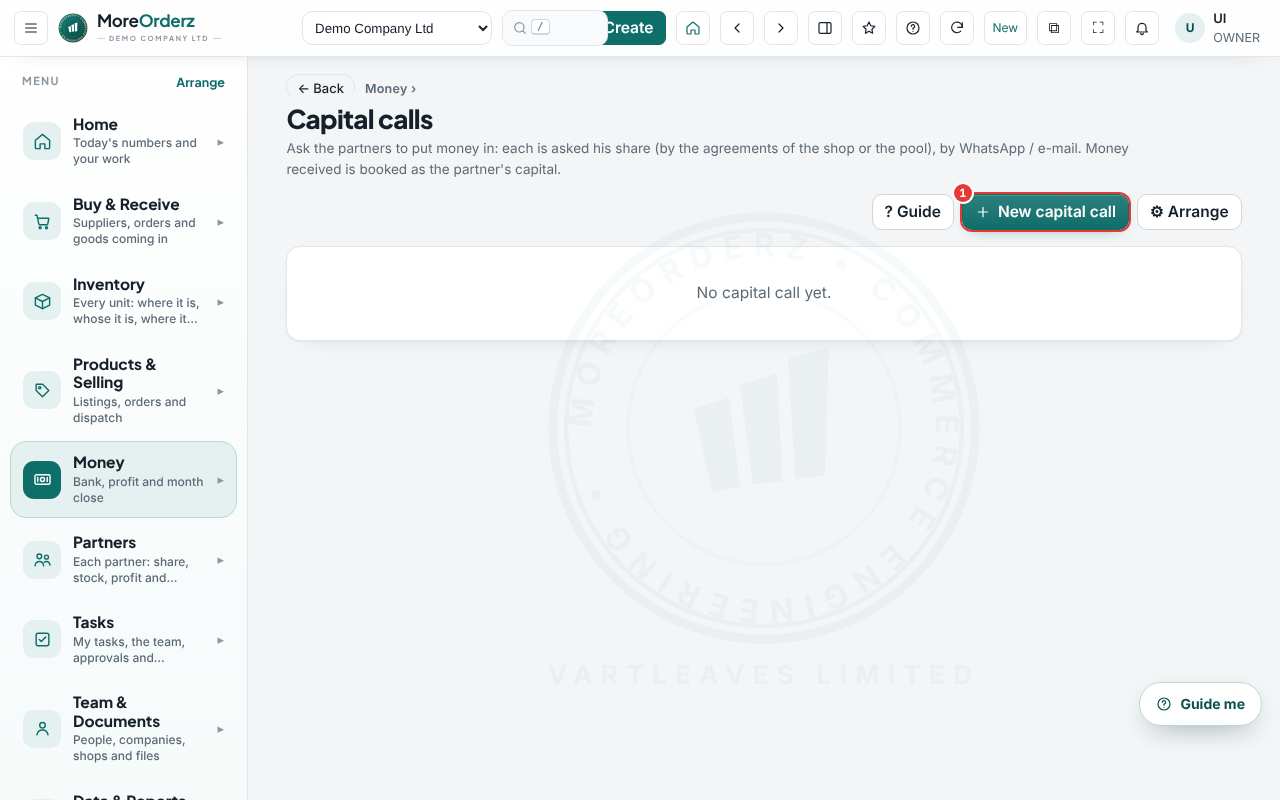 MoreOrderz
— DEMO COMPANY LTD —
Demo Company Ltd
/
Create
New
U
UI
OWNER
MENU
Arrange
Home
Today's numbers and
your work
Buy & Receive
Suppliers, orders and
goods coming in
Inventory
Every unit: where it is,
whose it is, where it...
Products &
Selling
Listings, orders and
dispatch
Money
Bank, profit and month
close
Partners
Each partner: share,
stock, profit and...
Tasks
My tasks, the team,
approvals and...
Team &
Documents
People, companies,
shops and files
Data & Reports
← Back
Money ›
Capital calls
Ask the partners to put money in: each is asked his share (by the agreements of the shop or the pool), by WhatsApp / e-mail. Money
received is booked as the partner's capital.
? Guide
1
+ New capital call
⚙ Arrange
No capital call yet.
MOREORDERZ • COMMERCE ENGINEERING •
VARTLEAVES LIMITED
Guide me